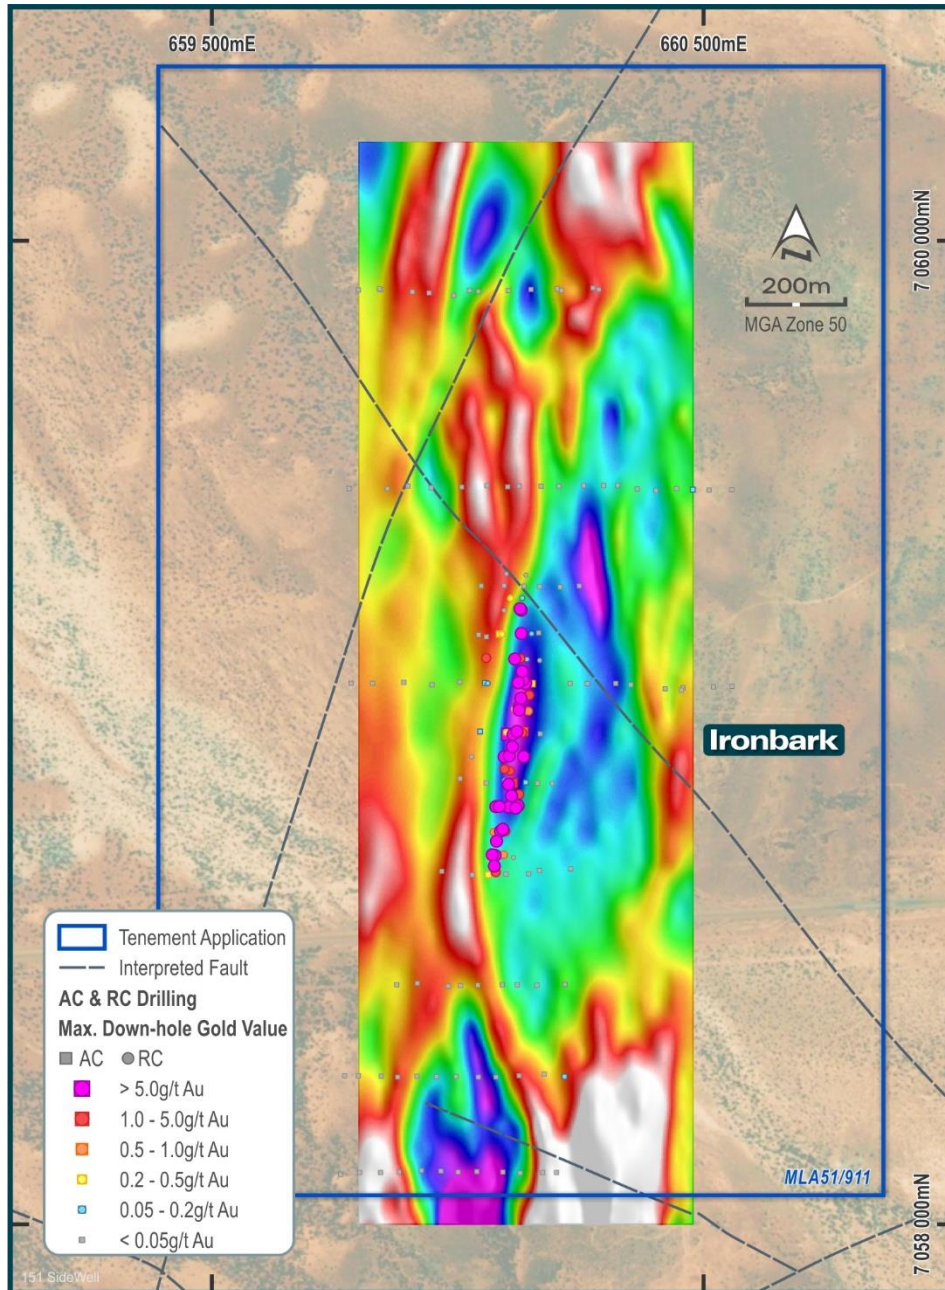 659 500mE
660 500mE
7 060 000mN
N
200m
MGA Zone 50
Ironbark
Tenement Application
Interpreted Fault
AC & RC Drilling
Max. Down-hole Gold Value
AC RC
> 5.0g/t Au
1.0 - 5.0g/t Au
0.5 - 1.0g/t Au
0.2 - 0.5g/t Au
0.05 - 0.2g/t Au
< 0.05g/t Au
MLA51/911
7 058 000mN
151 SideWell